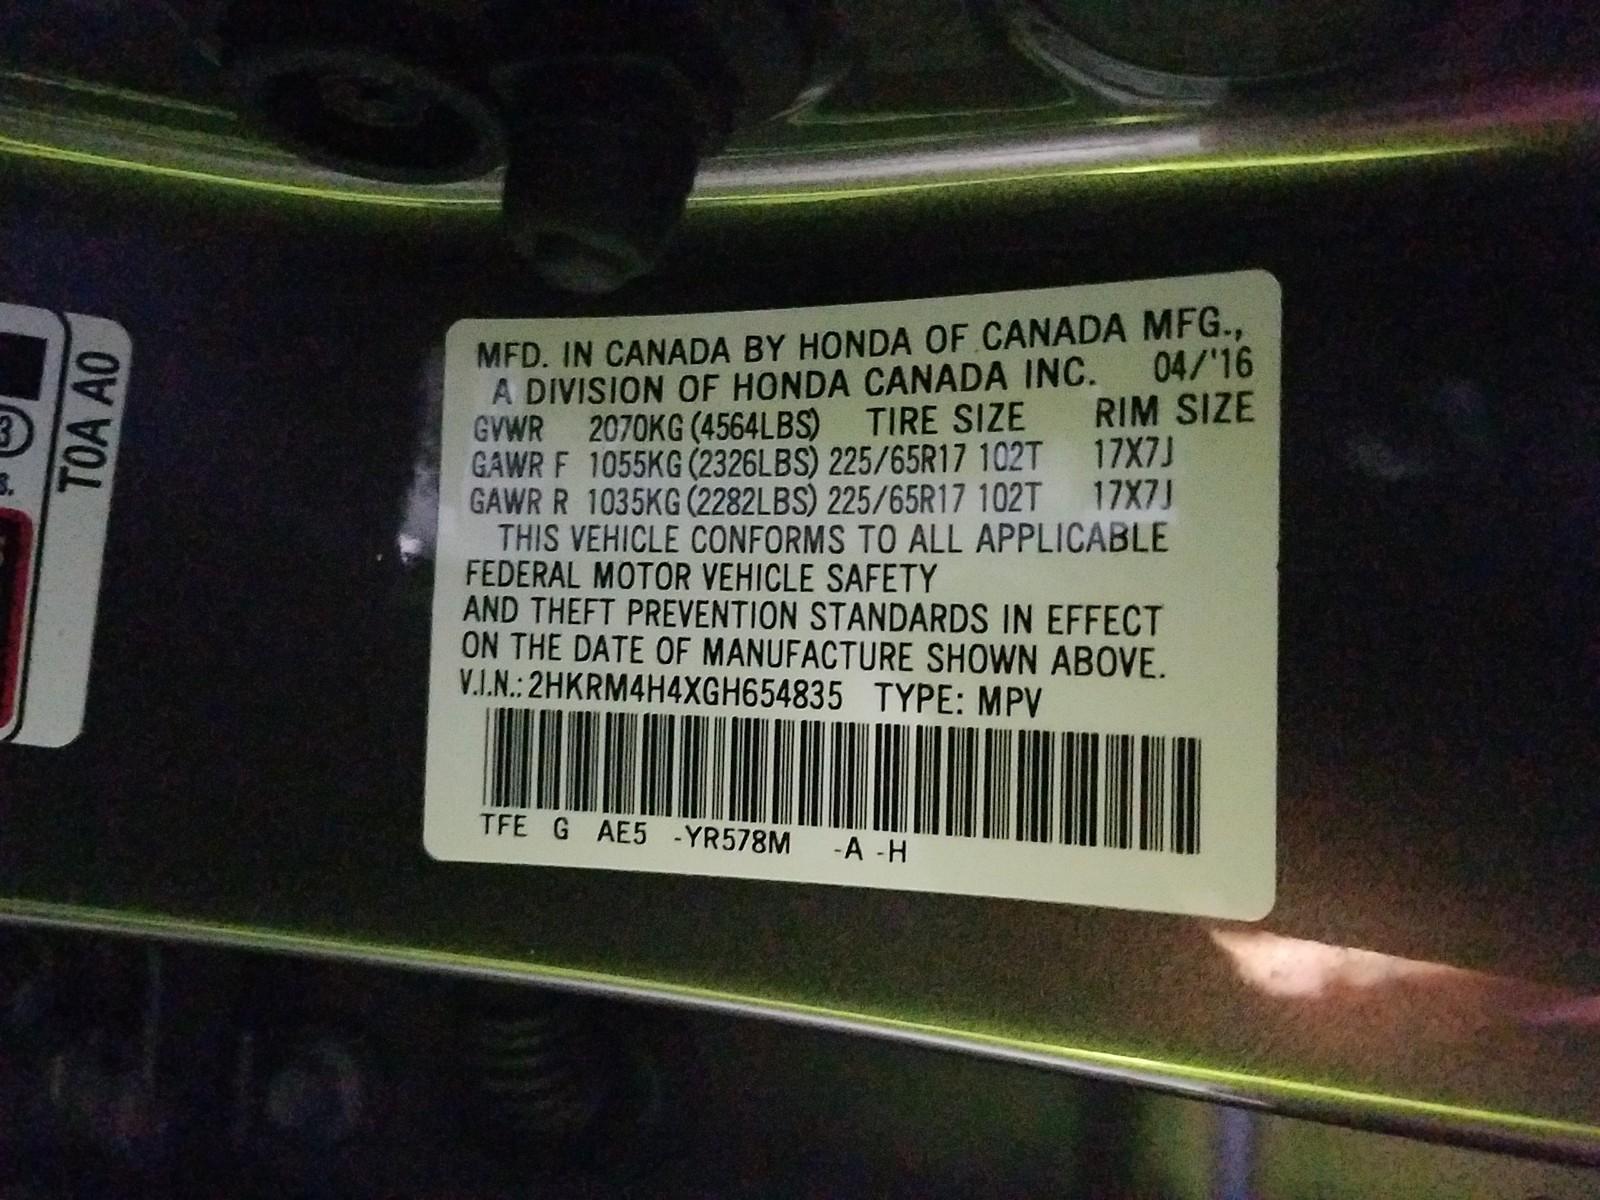 MFD. IN CANADA BY HONDA OF CANADA MFG.,
A DIVISION OF HONDA CANADA INC. 04/'16
GVWR 2070KG (4564LBS) TIRE SIZE RIM SIZE
GAWR F 1055KG (2326LBS) 225/65R17 102T 17X7J
GAWR R 1035KG (2282LBS) 225/65R17 102T 17X7J
THIS VEHICLE CONFORMS TO ALL APPLICABLE
FEDERAL MOTOR VEHICLE SAFETY
AND THEFT PREVENTION STANDARDS IN EFFECT
ON THE DATE OF MANUFACTURE SHOWN ABOVE.
V.I.N.: 2HKRM4H4XGH654835 TYPE: MPV
TFE G AE5 -YR578M -A -H
T0A A0
3